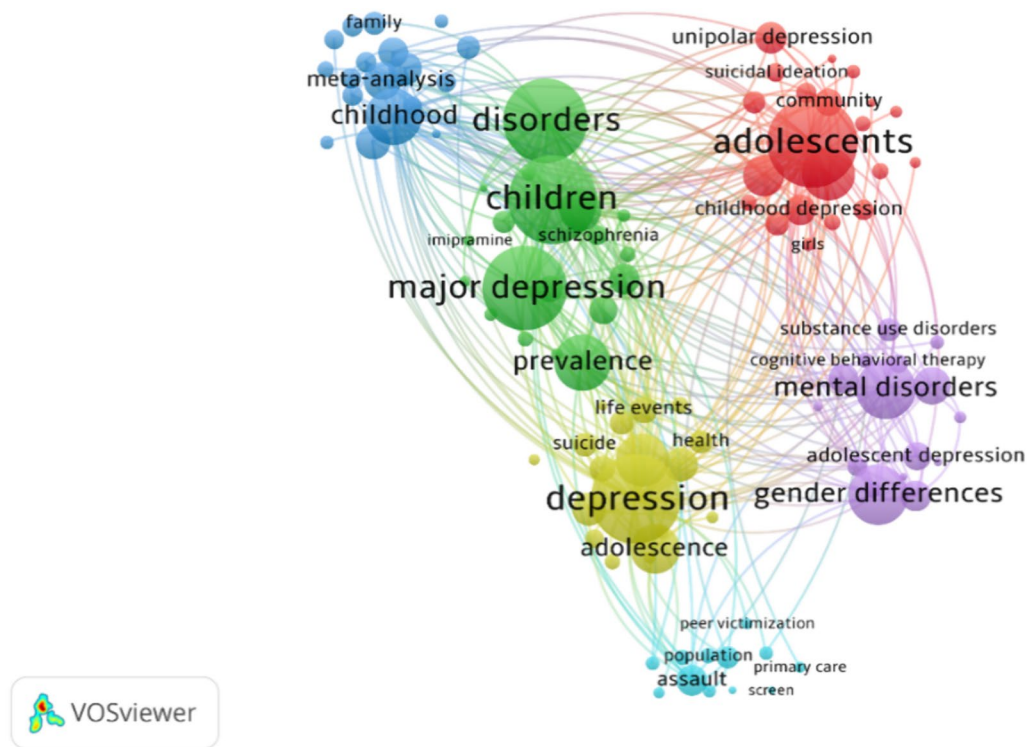 family
meta-analysis
childhood
disorders
children
imipramine
schizophrenia
major depression
prevalence
unipolar depression
suicidal ideation
community
adolescents
childhood depression
girls
substance use disorders
cognitive behavioral therapy
mental disorders
adolescent depression
gender differences
life events
suicide
health
depression
adolescence
peer victimization
population
primary care
assault
screen
VOSviewer